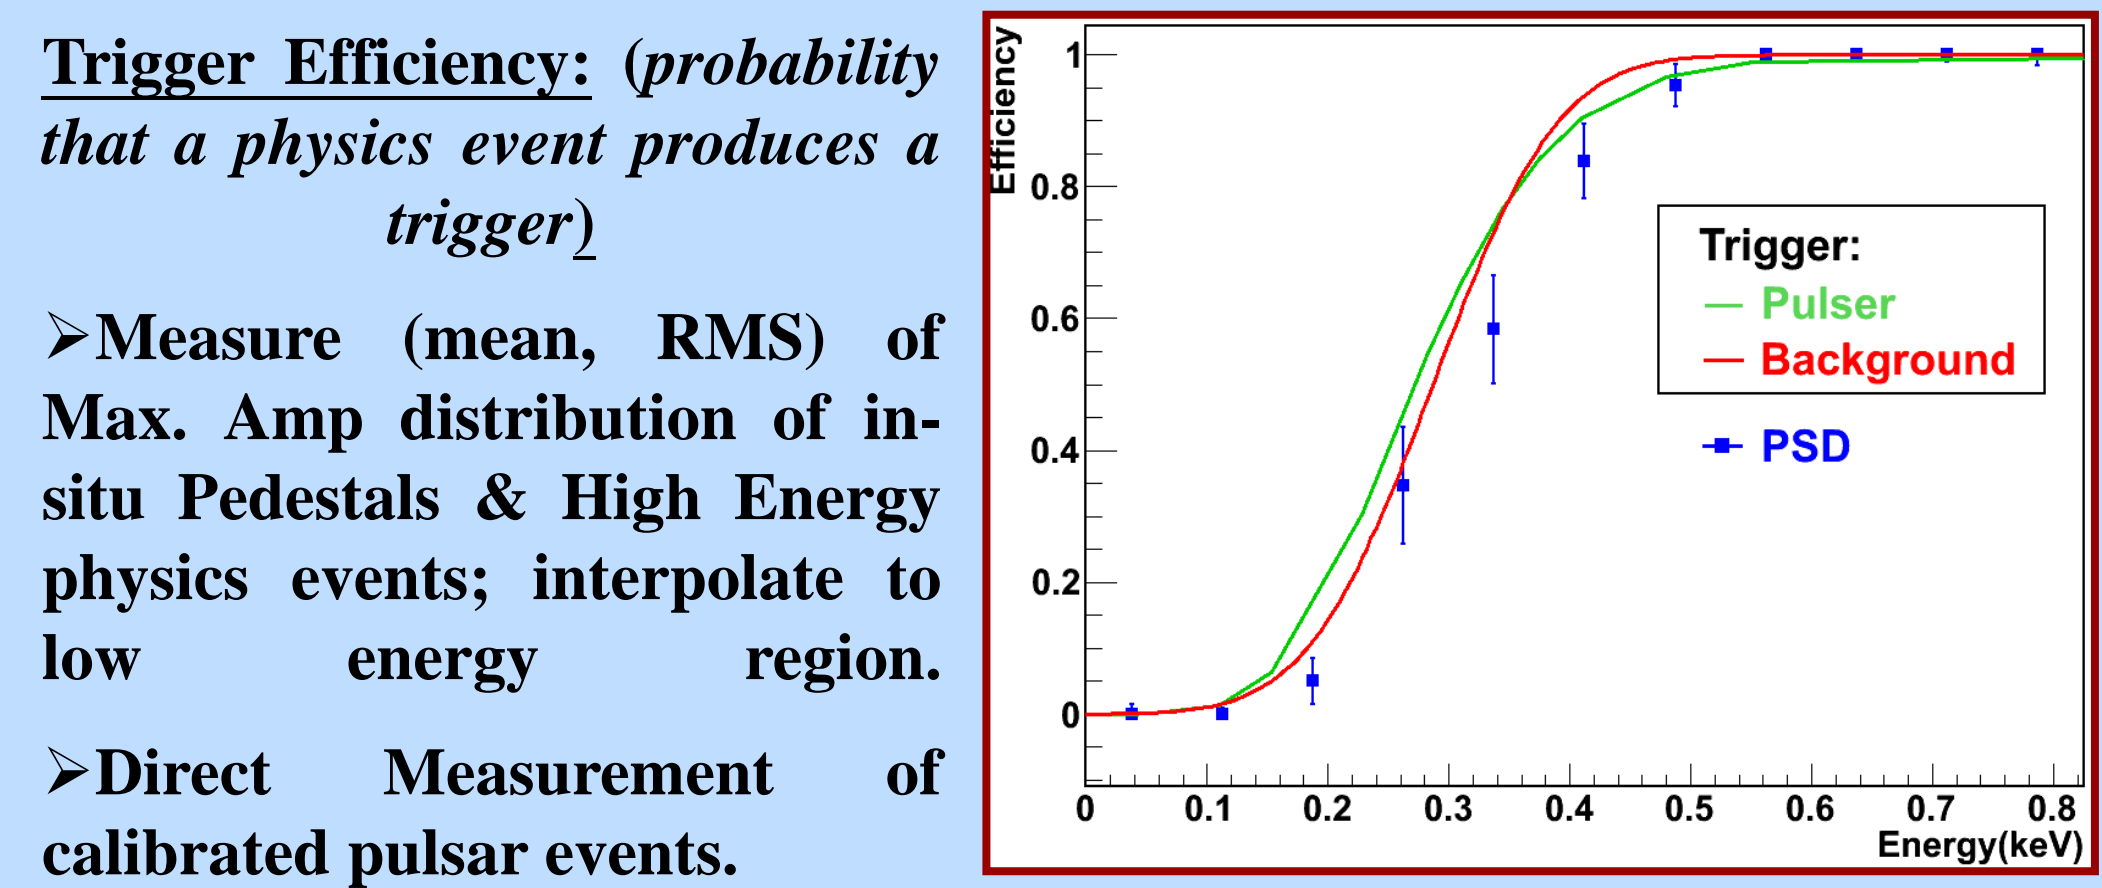 Trigger Efficiency: (probability
that a physics event produces a
trigger)
➢Measure (mean, RMS) of
Max. Amp distribution of in-
situ Pedestals & High Energy
physics events; interpolate to
low energy region.
➢Direct Measurement of
calibrated pulsar events.
Efficiency
1
0.8
0.6
0.4
0.2
0
0 0.1 0.2 0.3 0.4 0.5 0.6 0.7 0.8
Energy(keV)
Trigger:
Pulser
Background
PSD